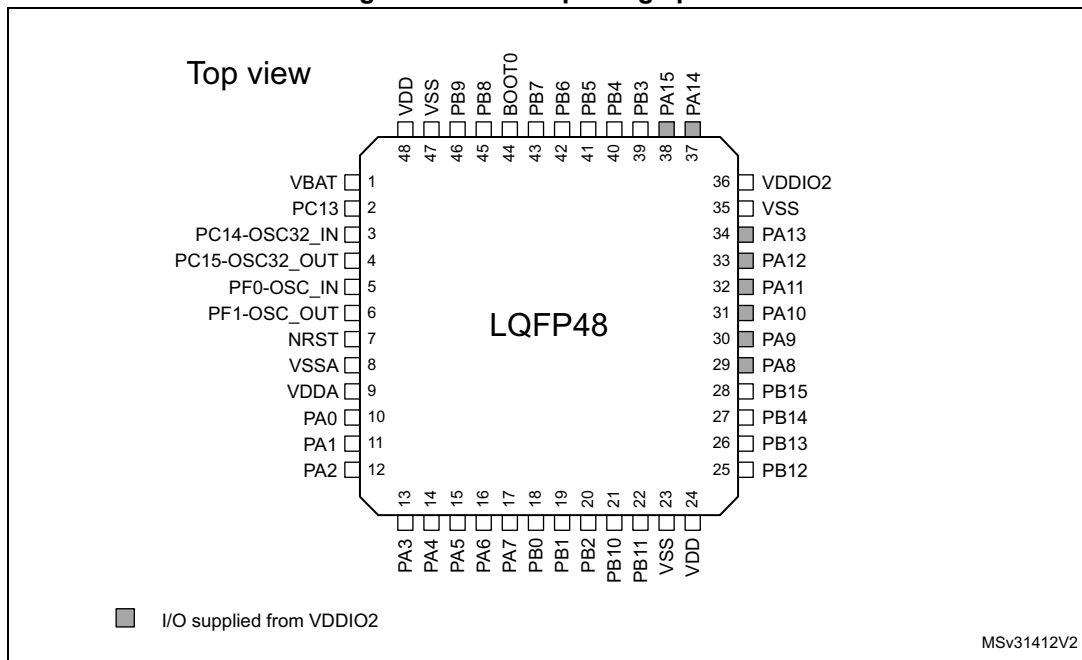 Top view
VDD VSS PB9 PB8 BOOT0 PB7 PB6 PB5 PB4 PB3 PA15 PA14
48 47 46 45 44 43 42 41 40 39 38 37
VBAT 1 36 VDDIO2
PC13 2 35 VSS
PC14-OSC32_IN 3 34 PA13
PC15-OSC32_OUT 4 33 PA12
PF0-OSC_IN 5 32 PA11
PF1-OSC_OUT 6 31 PA10
LQFP48
NRST 7 30 PA9
VSSA 8 29 PA8
VDDA 9 28 PB15
PA0 10 27 PB14
PA1 11 26 PB13
PA2 12 25 PB12
13 14 15 16 17 18 19 20 21 22 23 24
PA3 PA4 PA5 PA6 PA7 PB0 PB1 PB2 PB10 PB11 VSS VDD
I/O supplied from VDDIO2
MSv31412V2